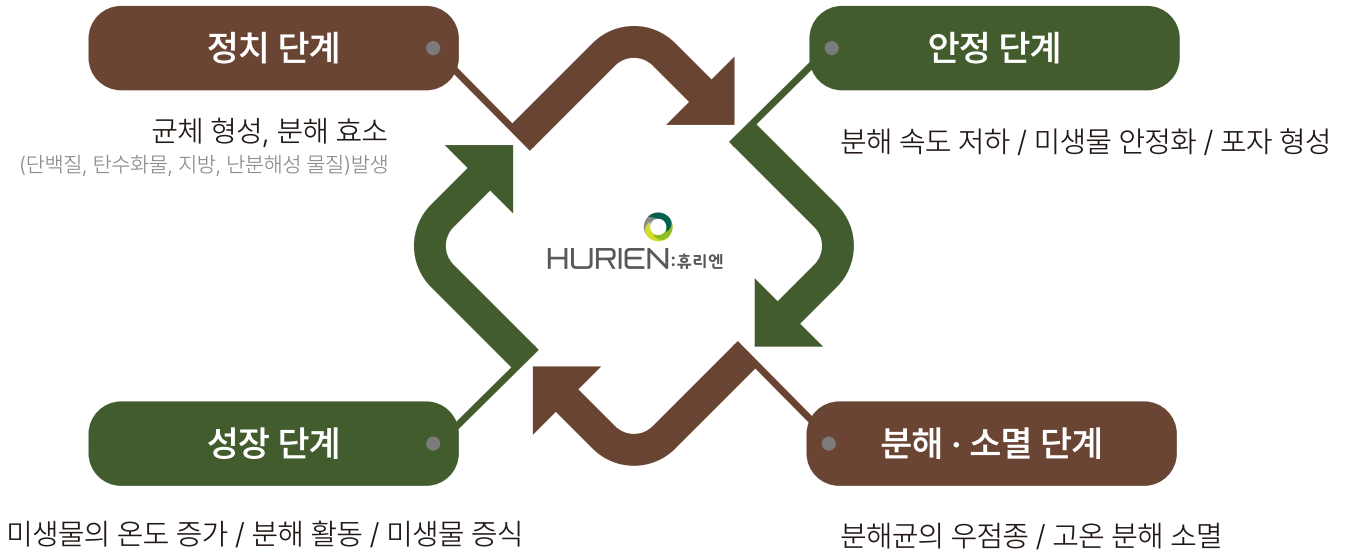 정치 단계
균체 형성, 분해 효소
(단백질, 탄수화물, 지방, 난분해성 물질)발생
안정 단계
분해 속도 저하 / 미생물 안정화 / 포자 형성
HURIEN:휴리엔
성장 단계
미생물의 온도 증가 / 분해 활동 / 미생물 증식
분해 · 소멸 단계
분해균의 우점종 / 고온 분해 소멸